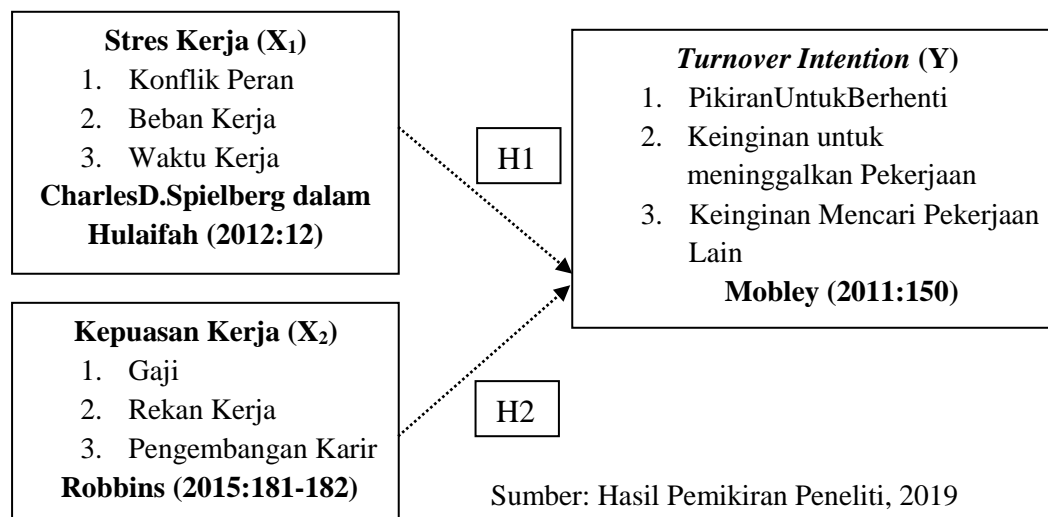 Stres Kerja (X₁)
1. Konflik Peran
2. Beban Kerja
3. Waktu Kerja
CharlesD.Spielberg dalam
Hulaifah (2012:12)
Kepuasan Kerja (X₂)
1. Gaji
2. Rekan Kerja
3. Pengembangan Karir
Robbins (2015:181-182)
H1
H2
Turnover Intention (Y)
1. PikiranUntukBerhenti
2. Keinginan untuk
meninggalkan Pekerjaan
3. Keinginan Mencari Pekerjaan
Lain
Mobley (2011:150)
Sumber: Hasil Pemikiran Peneliti, 2019